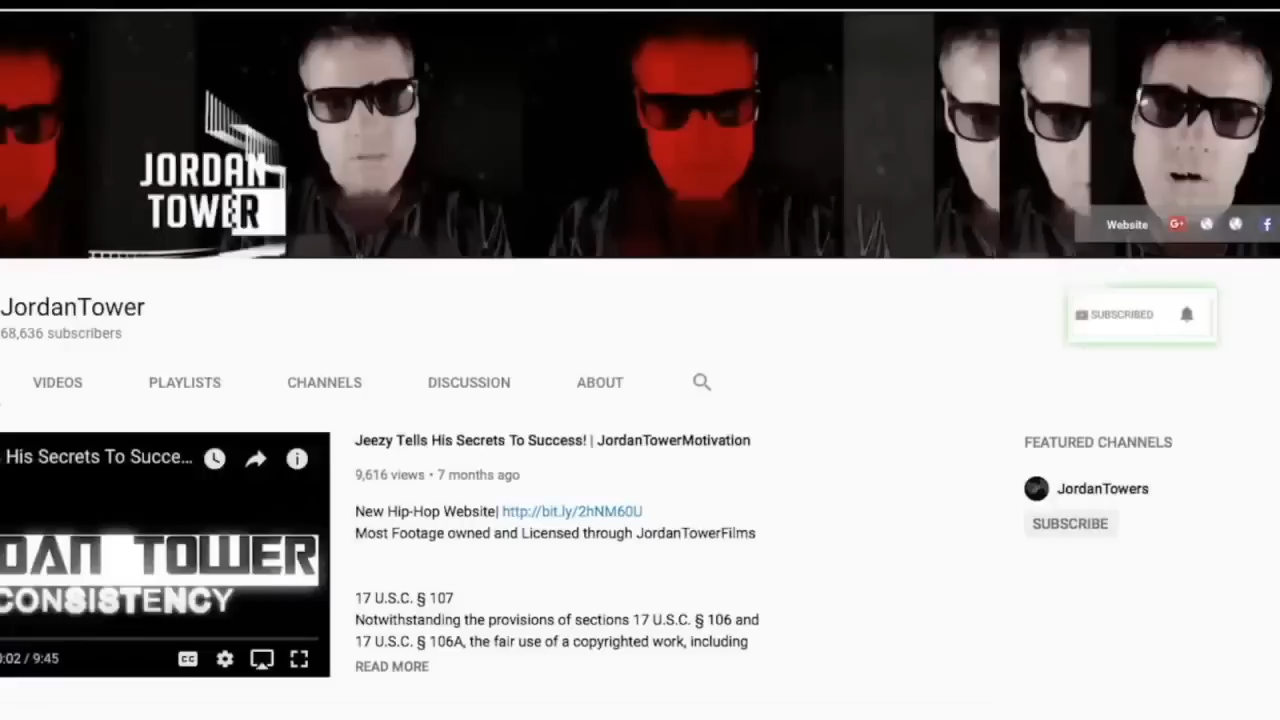 JORDAN
TOWER
Website
JordanTower
68,636 subscribers
SUBSCRIBED
VIDEOS PLAYLISTS CHANNELS DISCUSSION ABOUT
His Secrets To Succe...
DAN TOWER
CONSISTENCY
0:02 / 9:45
CC
Jeezy Tells His Secrets To Success! | JordanTowerMotivation
9,616 views • 7 months ago
New Hip-Hop Website| http://bit.ly/2hNM60U
Most Footage owned and Licensed through JordanTowerFilms
17 U.S.C. § 107
Notwithstanding the provisions of sections 17 U.S.C. § 106 and
17 U.S.C. § 106A, the fair use of a copyrighted work, including
READ MORE
FEATURED CHANNELS
JordanTowers
SUBSCRIBE